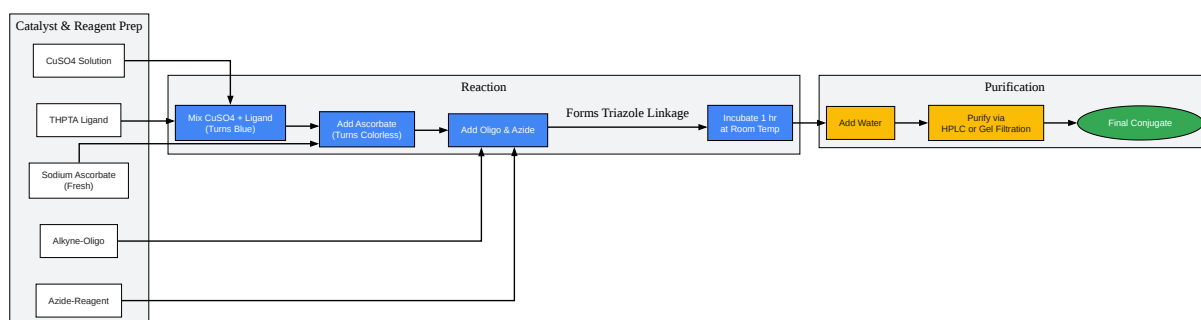 Catalyst & Reagent Prep
CuSO4 Solution
THPTA Ligand
Sodium Ascorbate
(Fresh)
Alkyne-Oligo
Azide-Reagent
Reaction
Mix CuSO4 + Ligand
(Turns Blue)
Add Ascorbate
(Turns Colorless)
Add Oligo & Azide
Forms Triazole Linkage
Incubate 1 hr
at Room Temp
Purification
Add Water
Purify via
HPLC or Gel Filtration
Final Conjugate